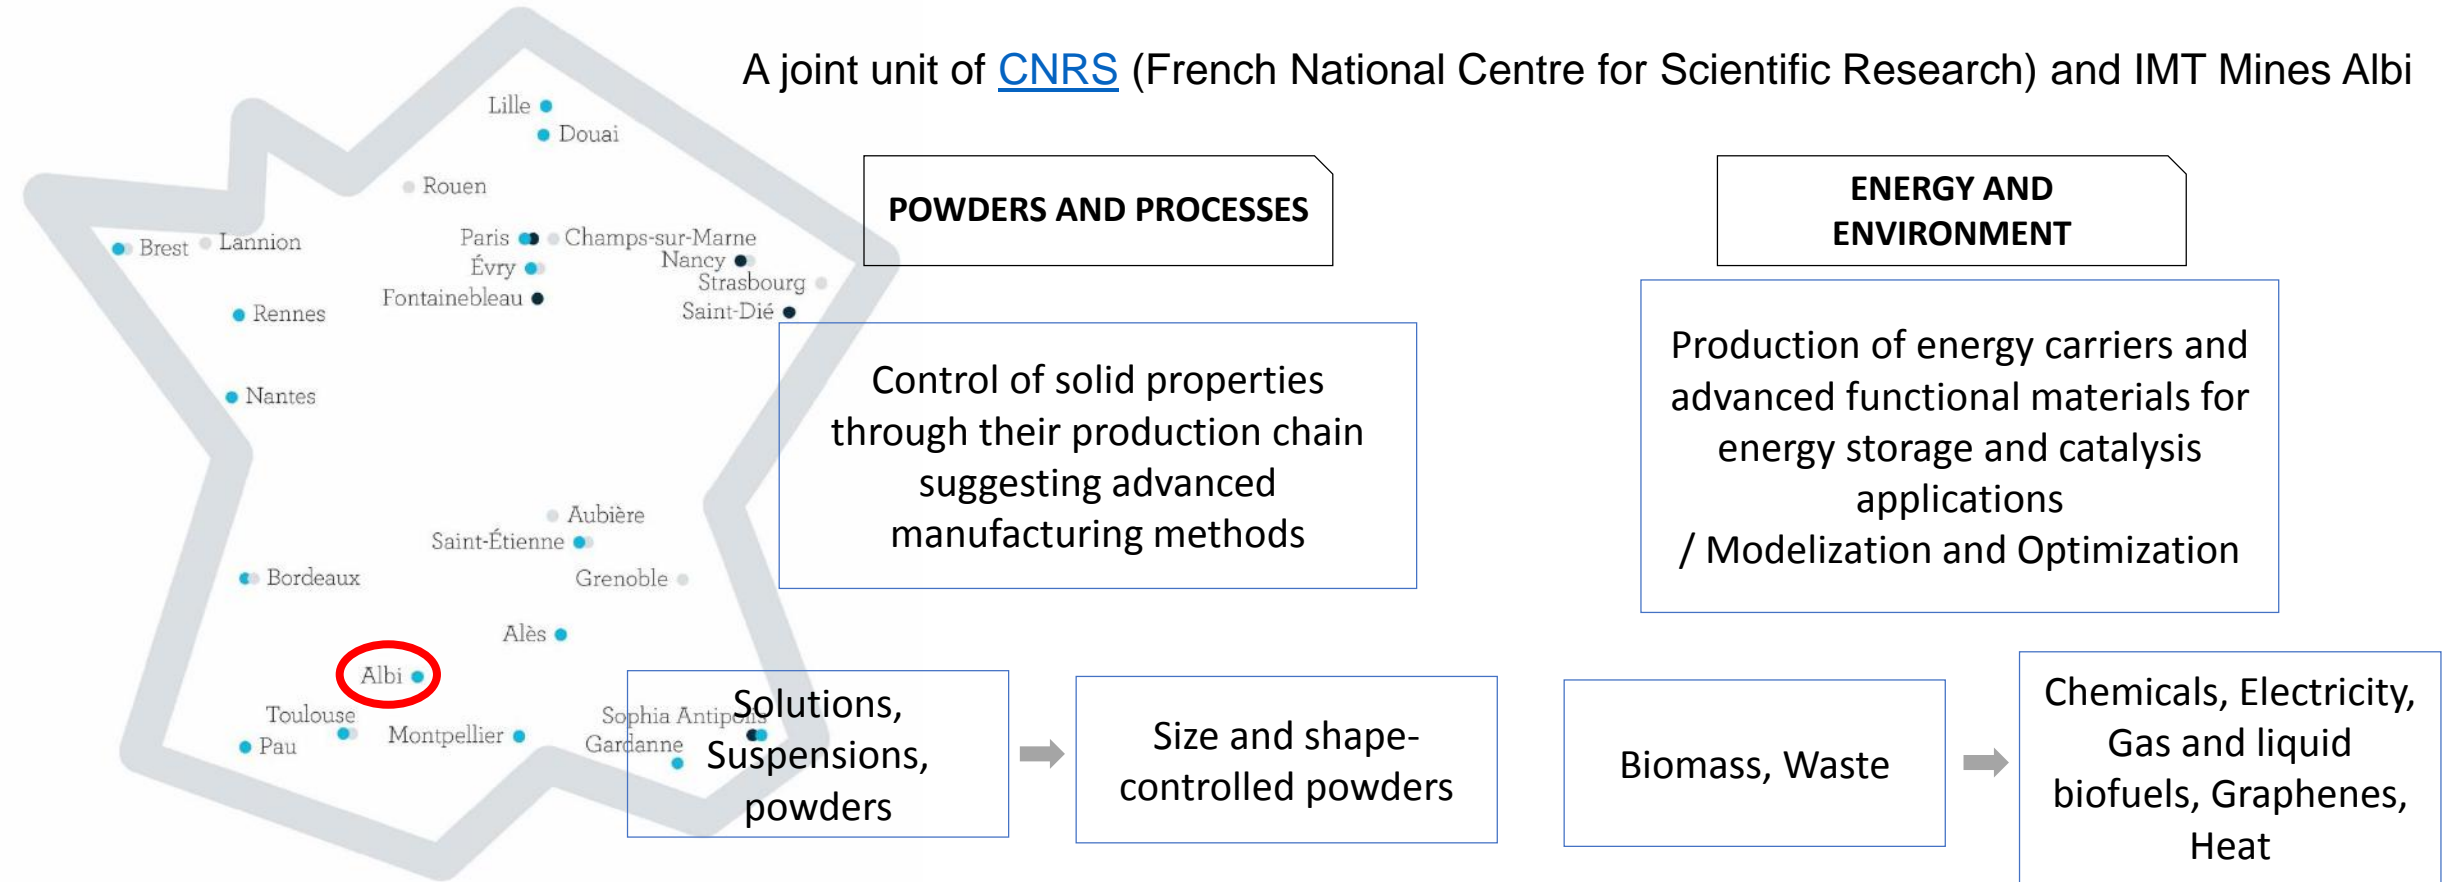 A joint unit of CNRS (French National Centre for Scientific Research) and IMT Mines Albi
Lille
Douai
Rouen
Brest
Lannion
Paris
Champs-sur-Marne
Évry
Nancy
Strasbourg
Fontainebleau
Saint-Dié
Rennes
Nantes
Aubière
Saint-Étienne
Bordeaux
Grenoble
Alès
Albi
Toulouse
Pau
Montpellier
Sophia Antipolis
Gardanne
POWDERS AND PROCESSES
Control of solid properties
through their production chain
suggesting advanced
manufacturing methods
Solutions,
Suspensions,
powders
Size and shape-
controlled powders
ENERGY AND
ENVIRONMENT
Production of energy carriers and
advanced functional materials for
energy storage and catalysis
applications
/ Modelization and Optimization
Biomass, Waste
Chemicals, Electricity,
Gas and liquid
biofuels, Graphenes,
Heat